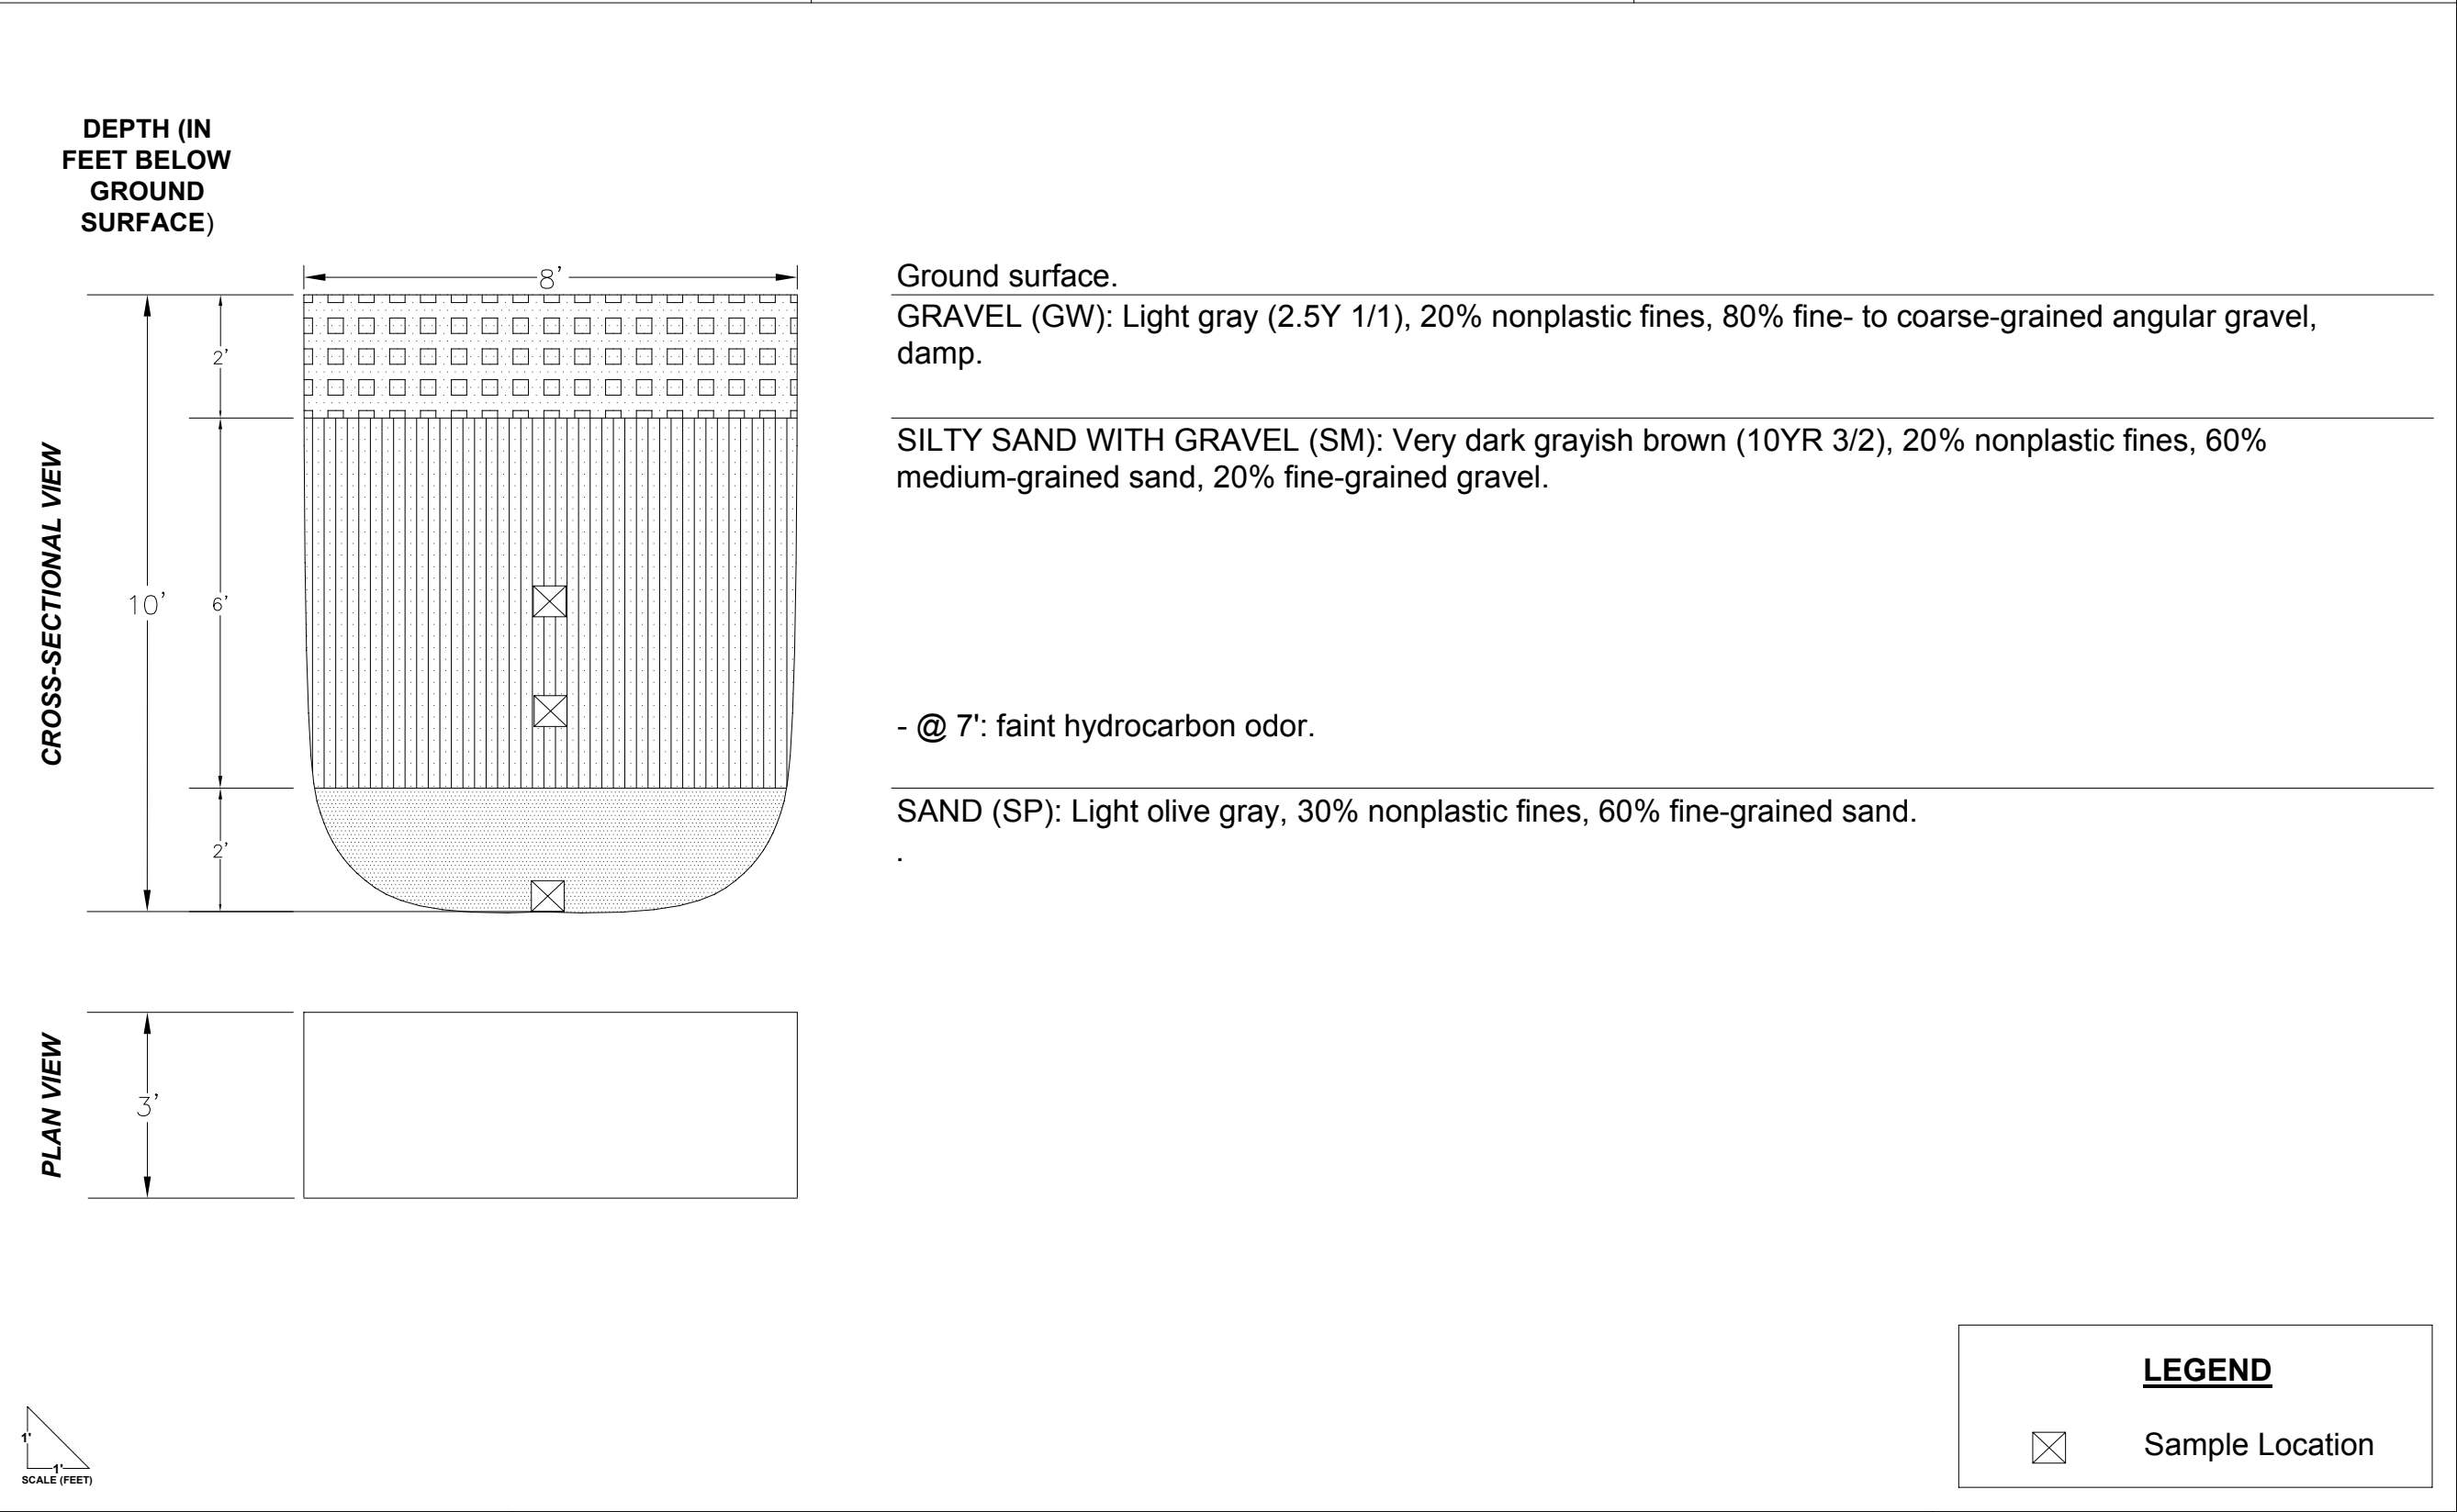 DEPTH (IN
FEET BELOW
GROUND
SURFACE)
8'
Ground surface.
GRAVEL (GW): Light gray (2.5Y 1/1), 20% nonplastic fines, 80% fine- to coarse-grained angular gravel,
damp.
2'
SILTY SAND WITH GRAVEL (SM): Very dark grayish brown (10YR 3/2), 20% nonplastic fines, 60%
medium-grained sand, 20% fine-grained gravel.
CROSS-SECTIONAL VIEW
10'
6'
- @ 7': faint hydrocarbon odor.
SAND (SP): Light olive gray, 30% nonplastic fines, 60% fine-grained sand.
.
2'
PLAN VIEW
3'
LEGEND
Sample Location
1'
1'
SCALE (FEET)